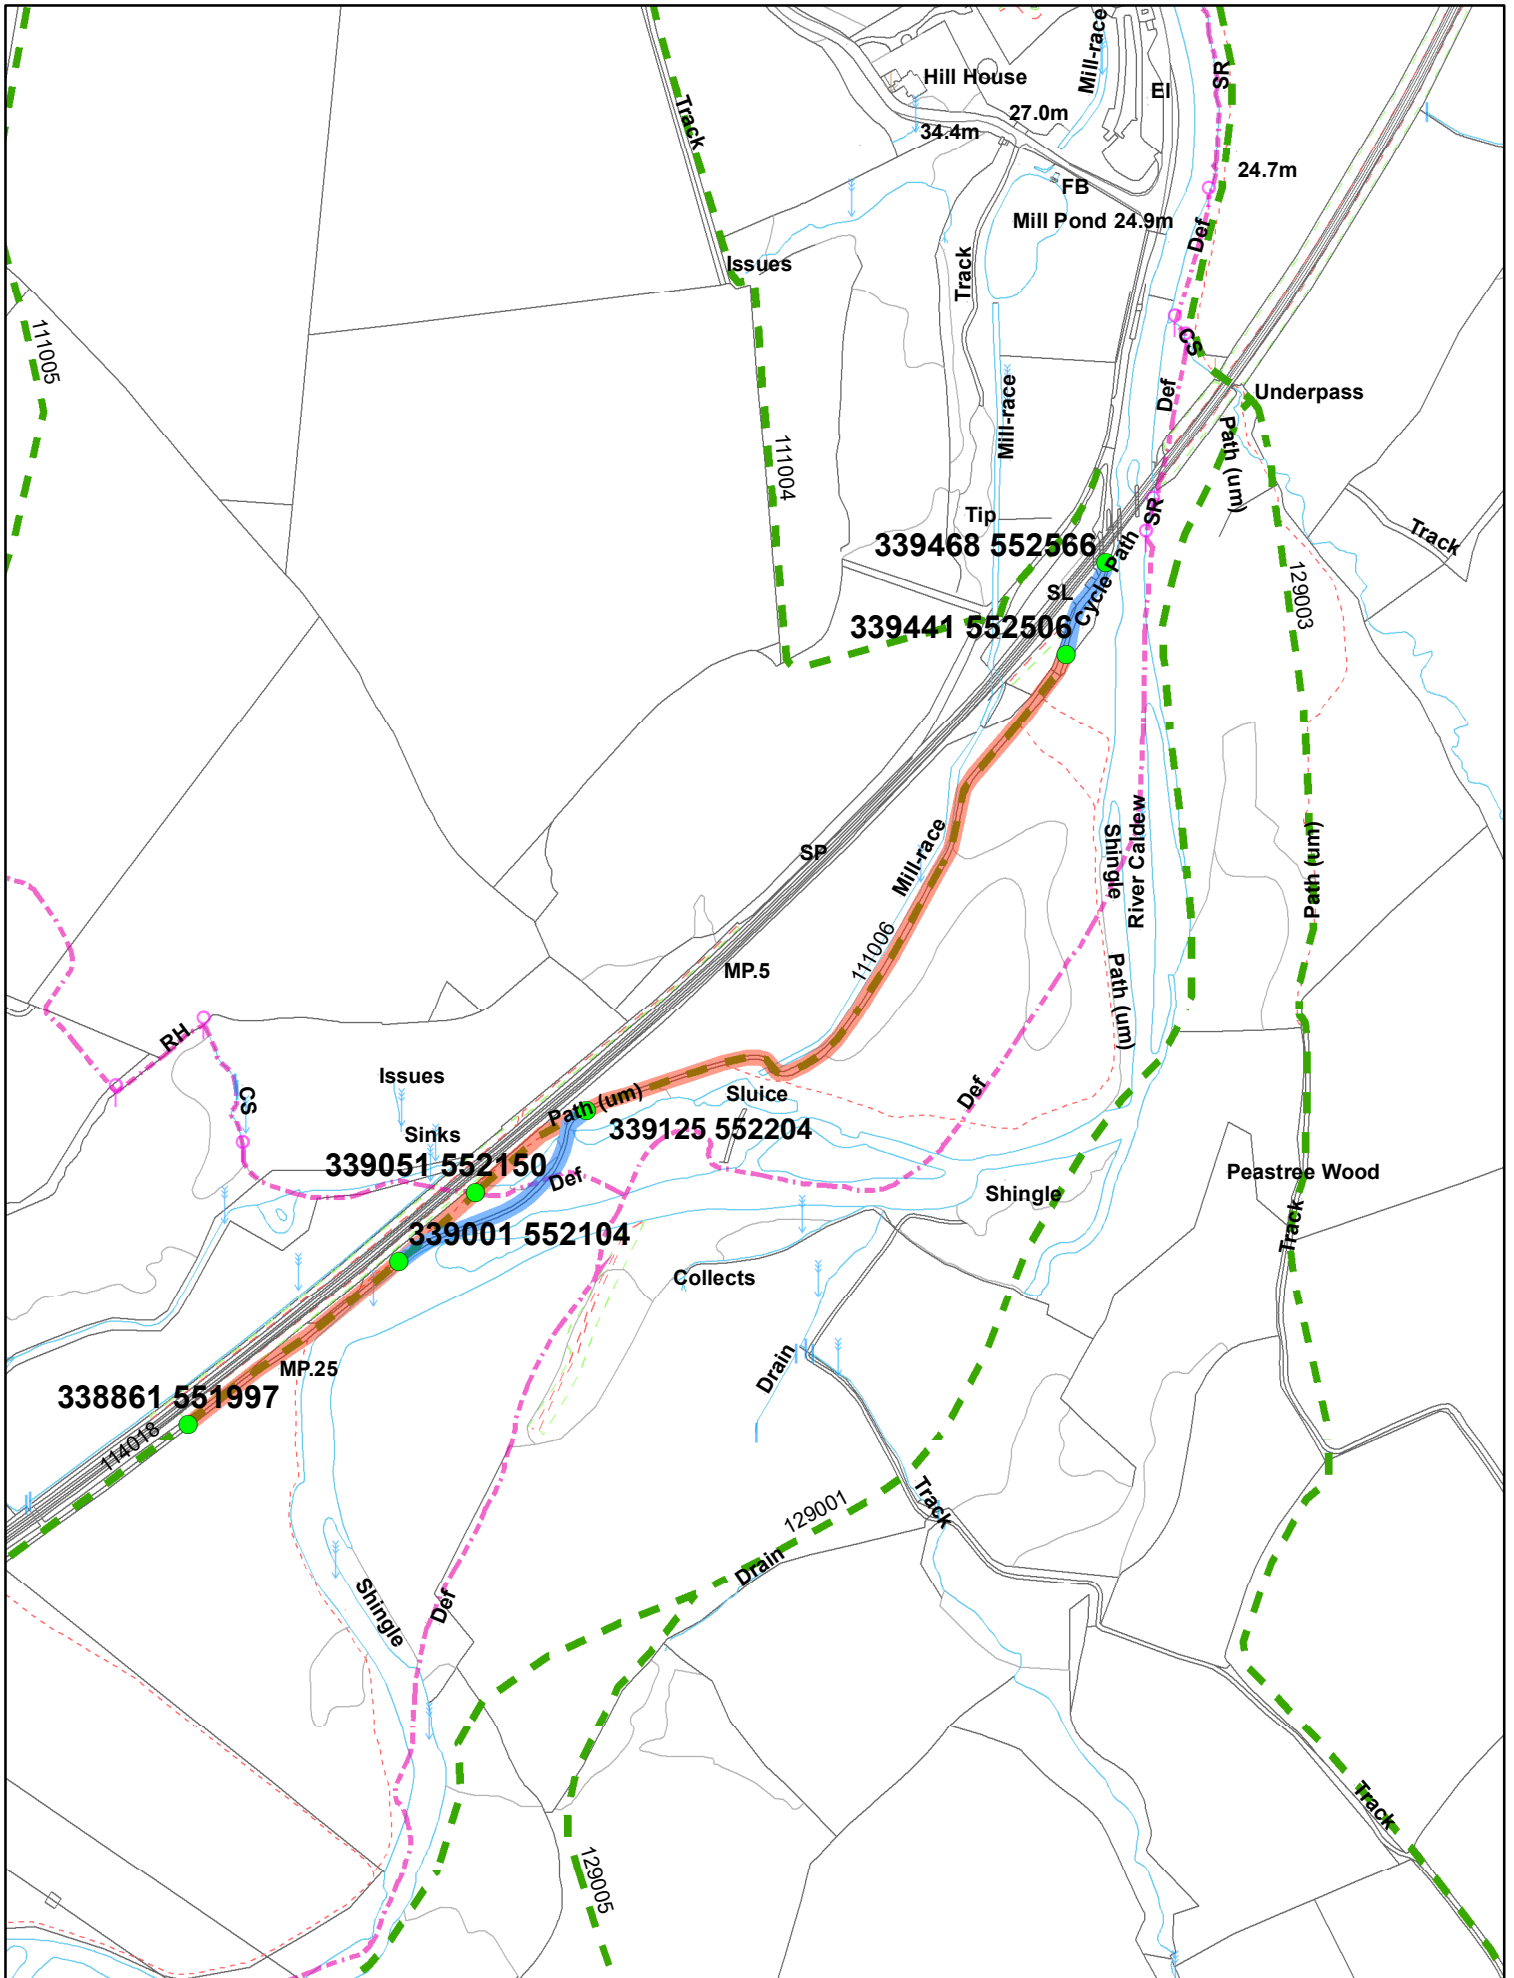 Mill-race
SR
Hill House
El
Track
27.0m
34.4m
24.7m
FB
Mill Pond 24.9m
Def
Issues
Track
111005
CS
Underpass
Def
Mill-race
Path (um)
111004
Tip
SR
Track
339468 552566
Cycle Path
SL
129003
339441 552506
SP
Mill-race
Shingle
River Caldew
Path (um)
111006
MP.5
Path (um)
RH
Issues
CS
Def
Sluice
Path (um)
339125 552204
Sinks
339051 552150
Def
Peastree Wood
Shingle
Track
339001 552104
Collects
MP.25
Drain
338861 551997
114018
Track
129001
Drain
Shingle
Def
Track
129005